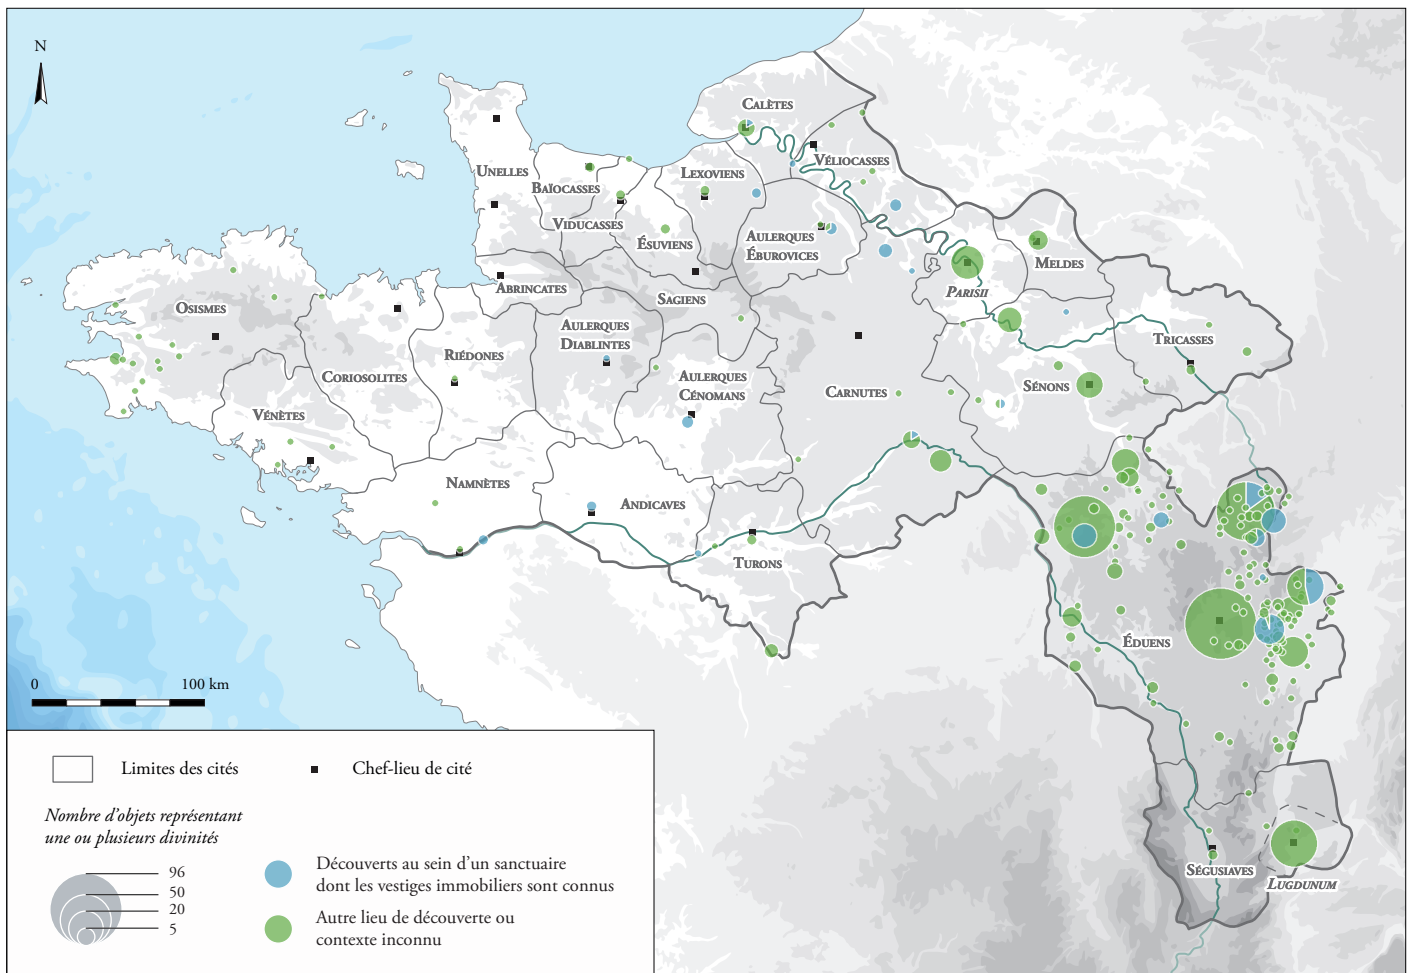 N
CALÈTES
VÉLIOCASSES
UNELLES
LEXOVIENS
BAÏOCASSES
VIDUCASSES
ÉSUVIENS
AULERQUES
ÉBUROVICES
MELDES
PARISII
ABRINCATES
SAGIENS
OSISMES
AULERQUES
DIABLINTES
TRICASSES
RIÉDONES
CORIOSOLITES
AULERQUES
CÉNOMANS
CARNUTES
SÉNONS
VÉNÈTES
NAMNÈTES
ANDICAVES
TURONS
ÉDUENS
SÉGUSIAVES
LUGDUNUM
0 100 km
Limites des cités
Chef-lieu de cité
Nombre d'objets représentant
une ou plusieurs divinités
96
50
20
5
Découverts au sein d'un sanctuaire
dont les vestiges immobiliers sont connus
Autre lieu de découverte ou
contexte inconnu